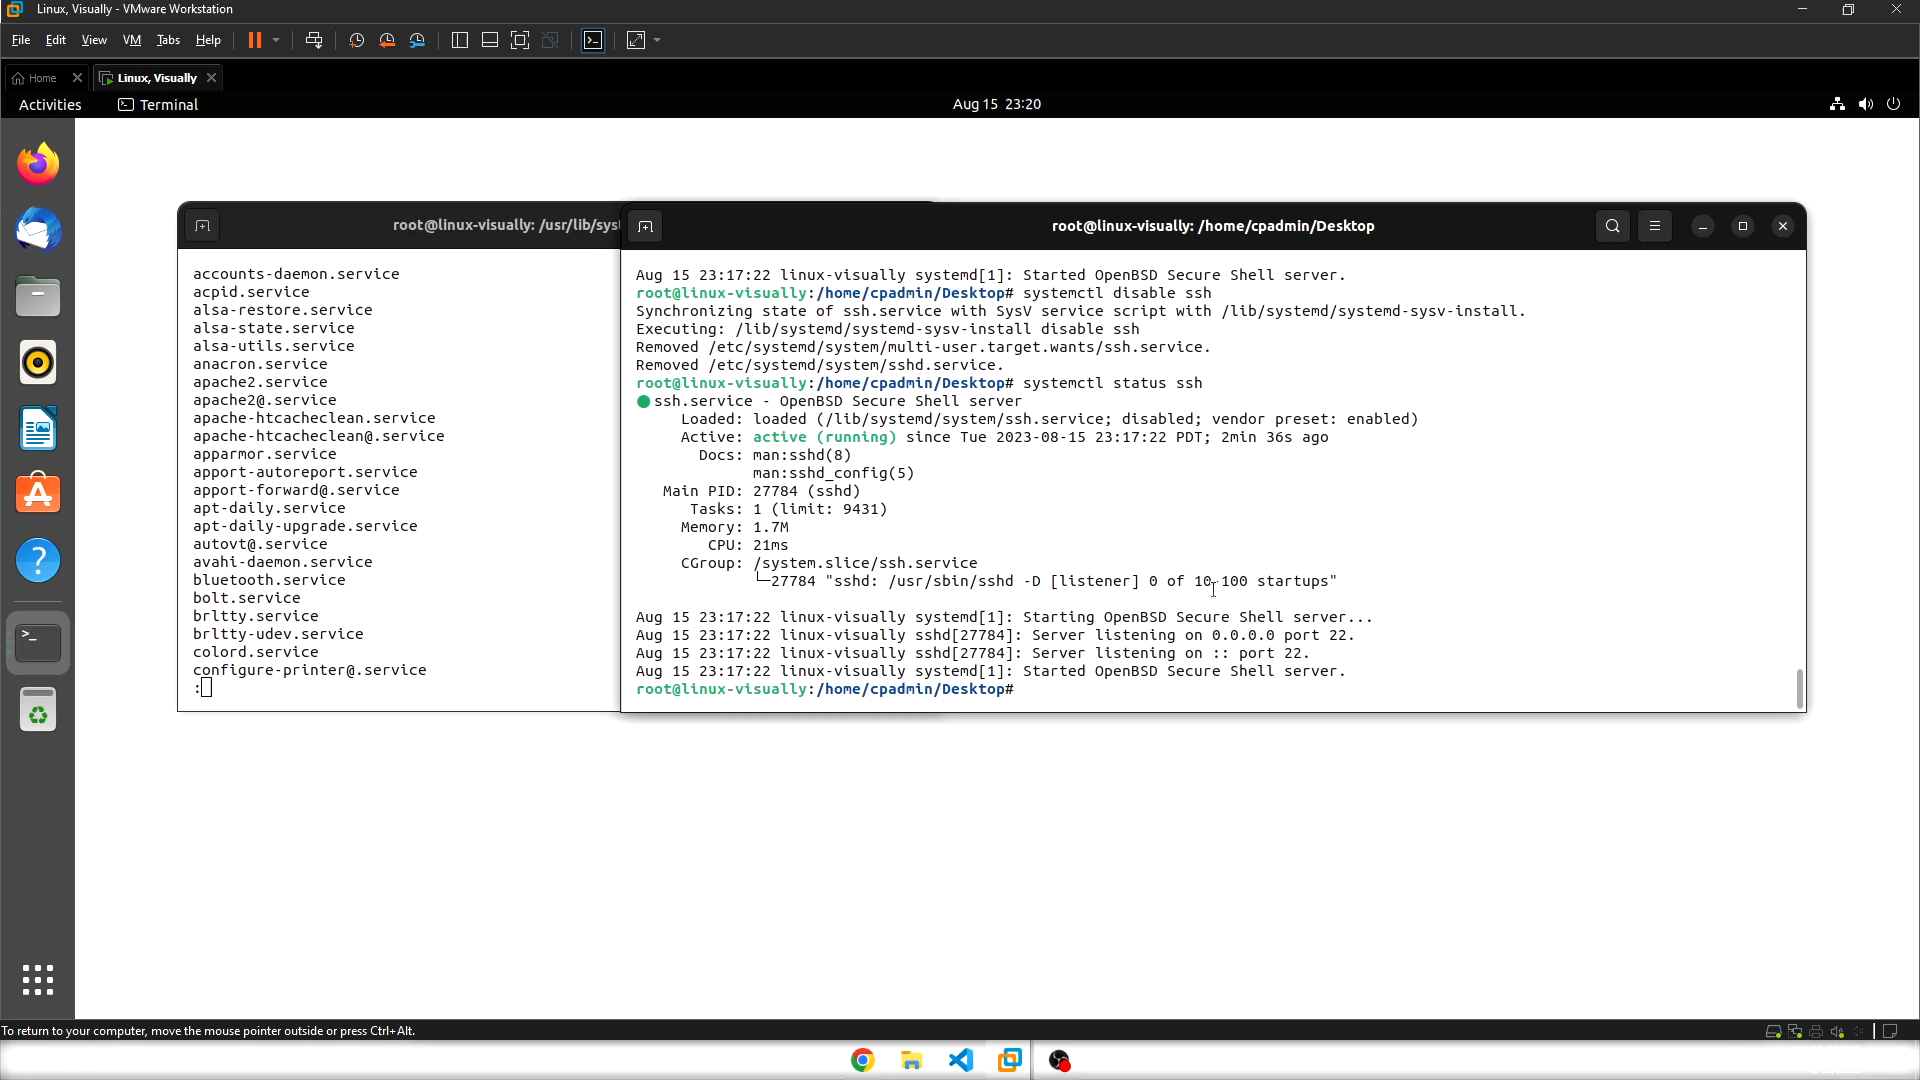 Linux, Visually - VMware Workstation
File Edit View VM Tabs Help
Home
Linux, Visually
Activities
Terminal
Aug 15 23:20
root@linux-visually: /usr/lib/sys
accounts-daemon.service
acpid.service
alsa-restore.service
alsa-state.service
alsa-utils.service
anacron.service
apache2.service
apache2@.service
apache-htcacheclean.service
apache-htcacheclean@.service
apparmor.service
apport-autoreport.service
apport-forward@.service
apt-daily.service
apt-daily-upgrade.service
autovt@.service
avahi-daemon.service
bluetooth.service
bolt.service
brltty.service
brltty-udev.service
colord.service
configure-printer@.service
:
root@linux-visually: /home/cpadmin/Desktop
Aug 15 23:17:22 linux-visually systemd[1]: Started OpenBSD Secure Shell server.
root@linux-visually:/home/cpadmin/Desktop# systemctl disable ssh
Synchronizing state of ssh.service with SysV service script with /lib/systemd/systemd-sysv-install.
Executing: /lib/systemd/systemd-sysv-install disable ssh
Removed /etc/systemd/system/multi-user.target.wants/ssh.service.
Removed /etc/systemd/system/sshd.service.
root@linux-visually:/home/cpadmin/Desktop# systemctl status ssh
ssh.service - OpenBSD Secure Shell server
Loaded: loaded (/lib/systemd/system/ssh.service; disabled; vendor preset: enabled)
Active: active (running) since Tue 2023-08-15 23:17:22 PDT; 2min 36s ago
Docs: man:sshd(8)
man:sshd_config(5)
Main PID: 27784 (sshd)
Tasks: 1 (limit: 9431)
Memory: 1.7M
CPU: 21ms
CGroup: /system.slice/ssh.service
└─27784 "sshd: /usr/sbin/sshd -D [listener] 0 of 10-100 startups"
Aug 15 23:17:22 linux-visually systemd[1]: Starting OpenBSD Secure Shell server...
Aug 15 23:17:22 linux-visually sshd[27784]: Server listening on 0.0.0.0 port 22.
Aug 15 23:17:22 linux-visually sshd[27784]: Server listening on :: port 22.
Aug 15 23:17:22 linux-visually systemd[1]: Started OpenBSD Secure Shell server.
root@linux-visually:/home/cpadmin/Desktop#
To return to your computer, move the mouse pointer outside or press Ctrl+Alt.